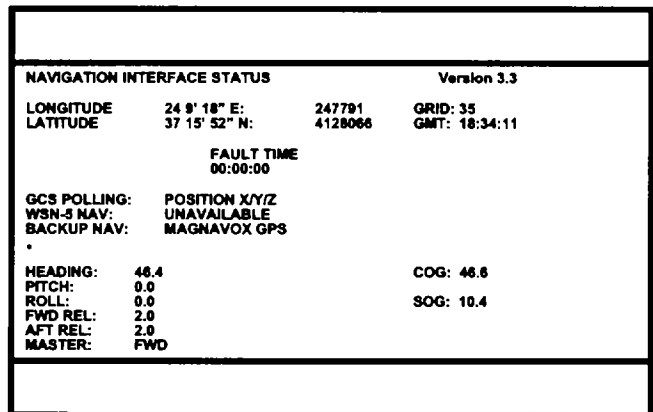 NAVIGATION INTERFACE STATUS Version 3.3
LONGITUDE 24 9' 18" E: 247791 GRID: 35
LATITUDE 37 15' 52" N: 4128066 GMT: 18:34:11
FAULT TIME
00:00:00
GCS POLLING: POSITION X/Y/Z
WSN-5 NAV: UNAVAILABLE
BACKUP NAV: MAGNAVOX GPS
*
HEADING: 46.4 COG: 46.6
PITCH: 0.0
ROLL: 0.0 SOG: 10.4
FWD REL: 2.0
AFT REL: 2.0
MASTER: FWD